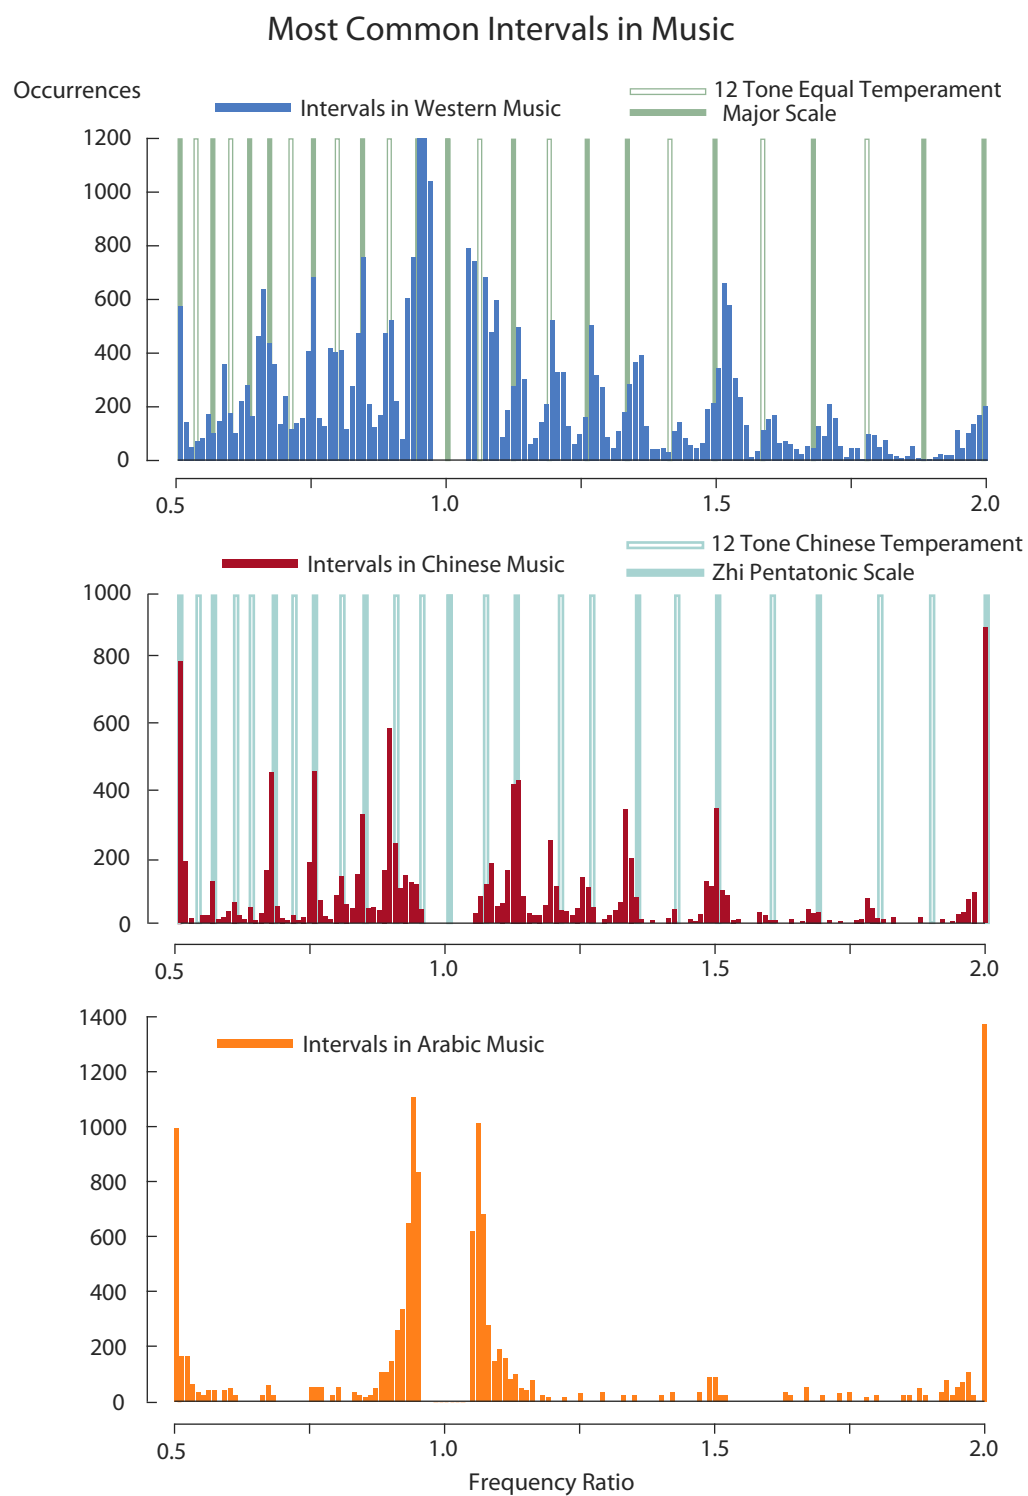 Most Common Intervals in Music
Occurrences
Intervals in Western Music
12 Tone Equal Temperament
Major Scale
1200
1000
800
600
400
200
0
0.5 1.0 1.5 2.0
Intervals in Chinese Music
12 Tone Chinese Temperament
Zhi Pentatonic Scale
1000
800
600
400
200
0
0.5 1.0 1.5 2.0
Intervals in Arabic Music
1400
1200
1000
800
600
400
200
0
0.5 1.0 1.5 2.0
Frequency Ratio